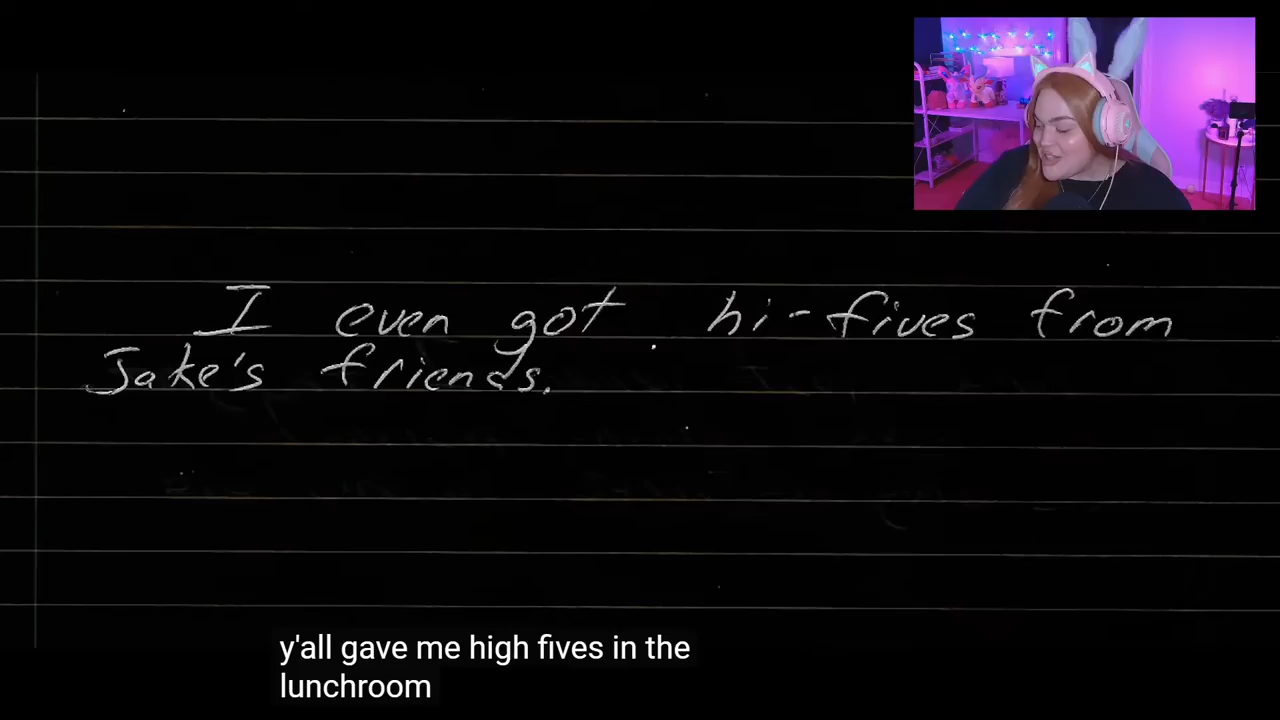 I even got hi-fives from
Jake's friends.
y'all gave me high fives in the
lunchroom